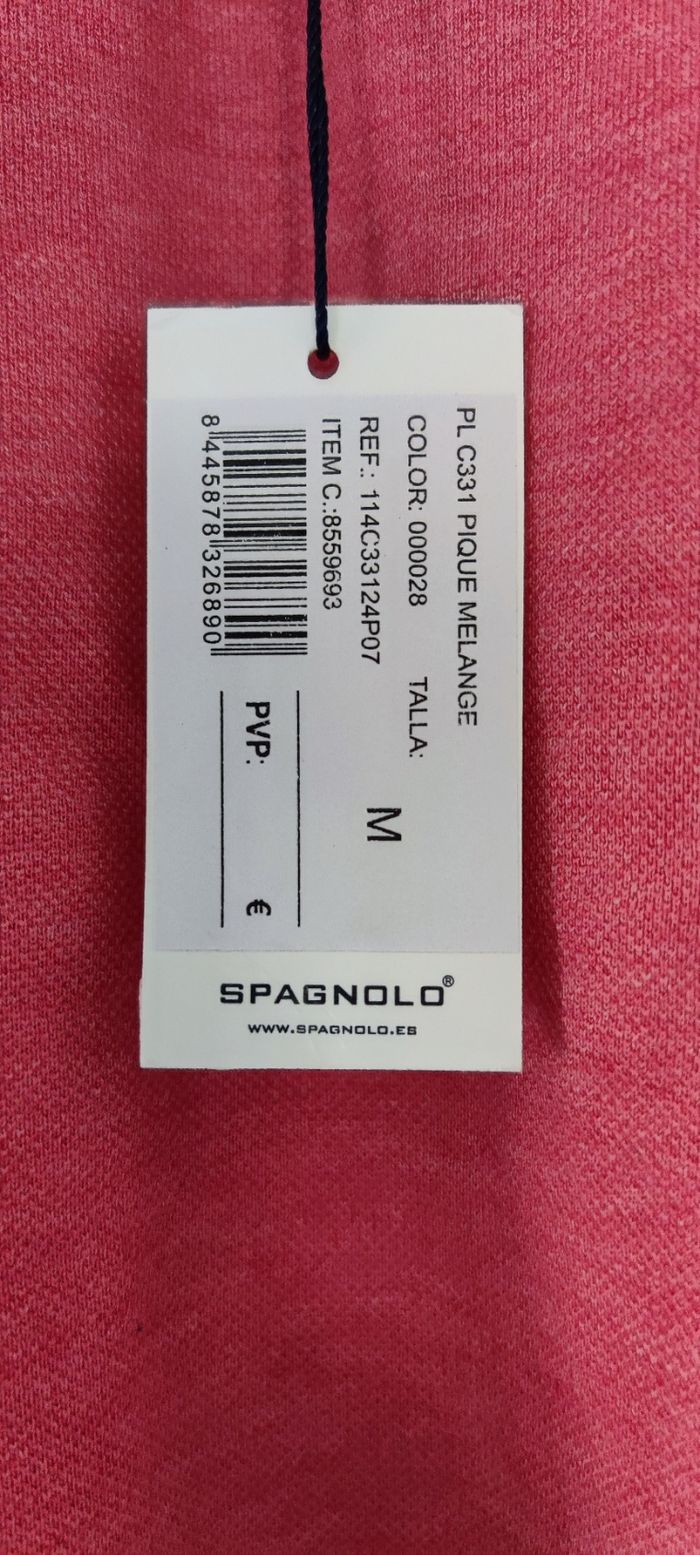 PL C331 PIQUE MELANGE
COLOR: 000028 TALLA:
M
REF.: 114C33124P07
ITEM C.:8559693
8 445878 326890
PVP: €
SPAGNOLO®
WWW.SPAGNOLO.ES